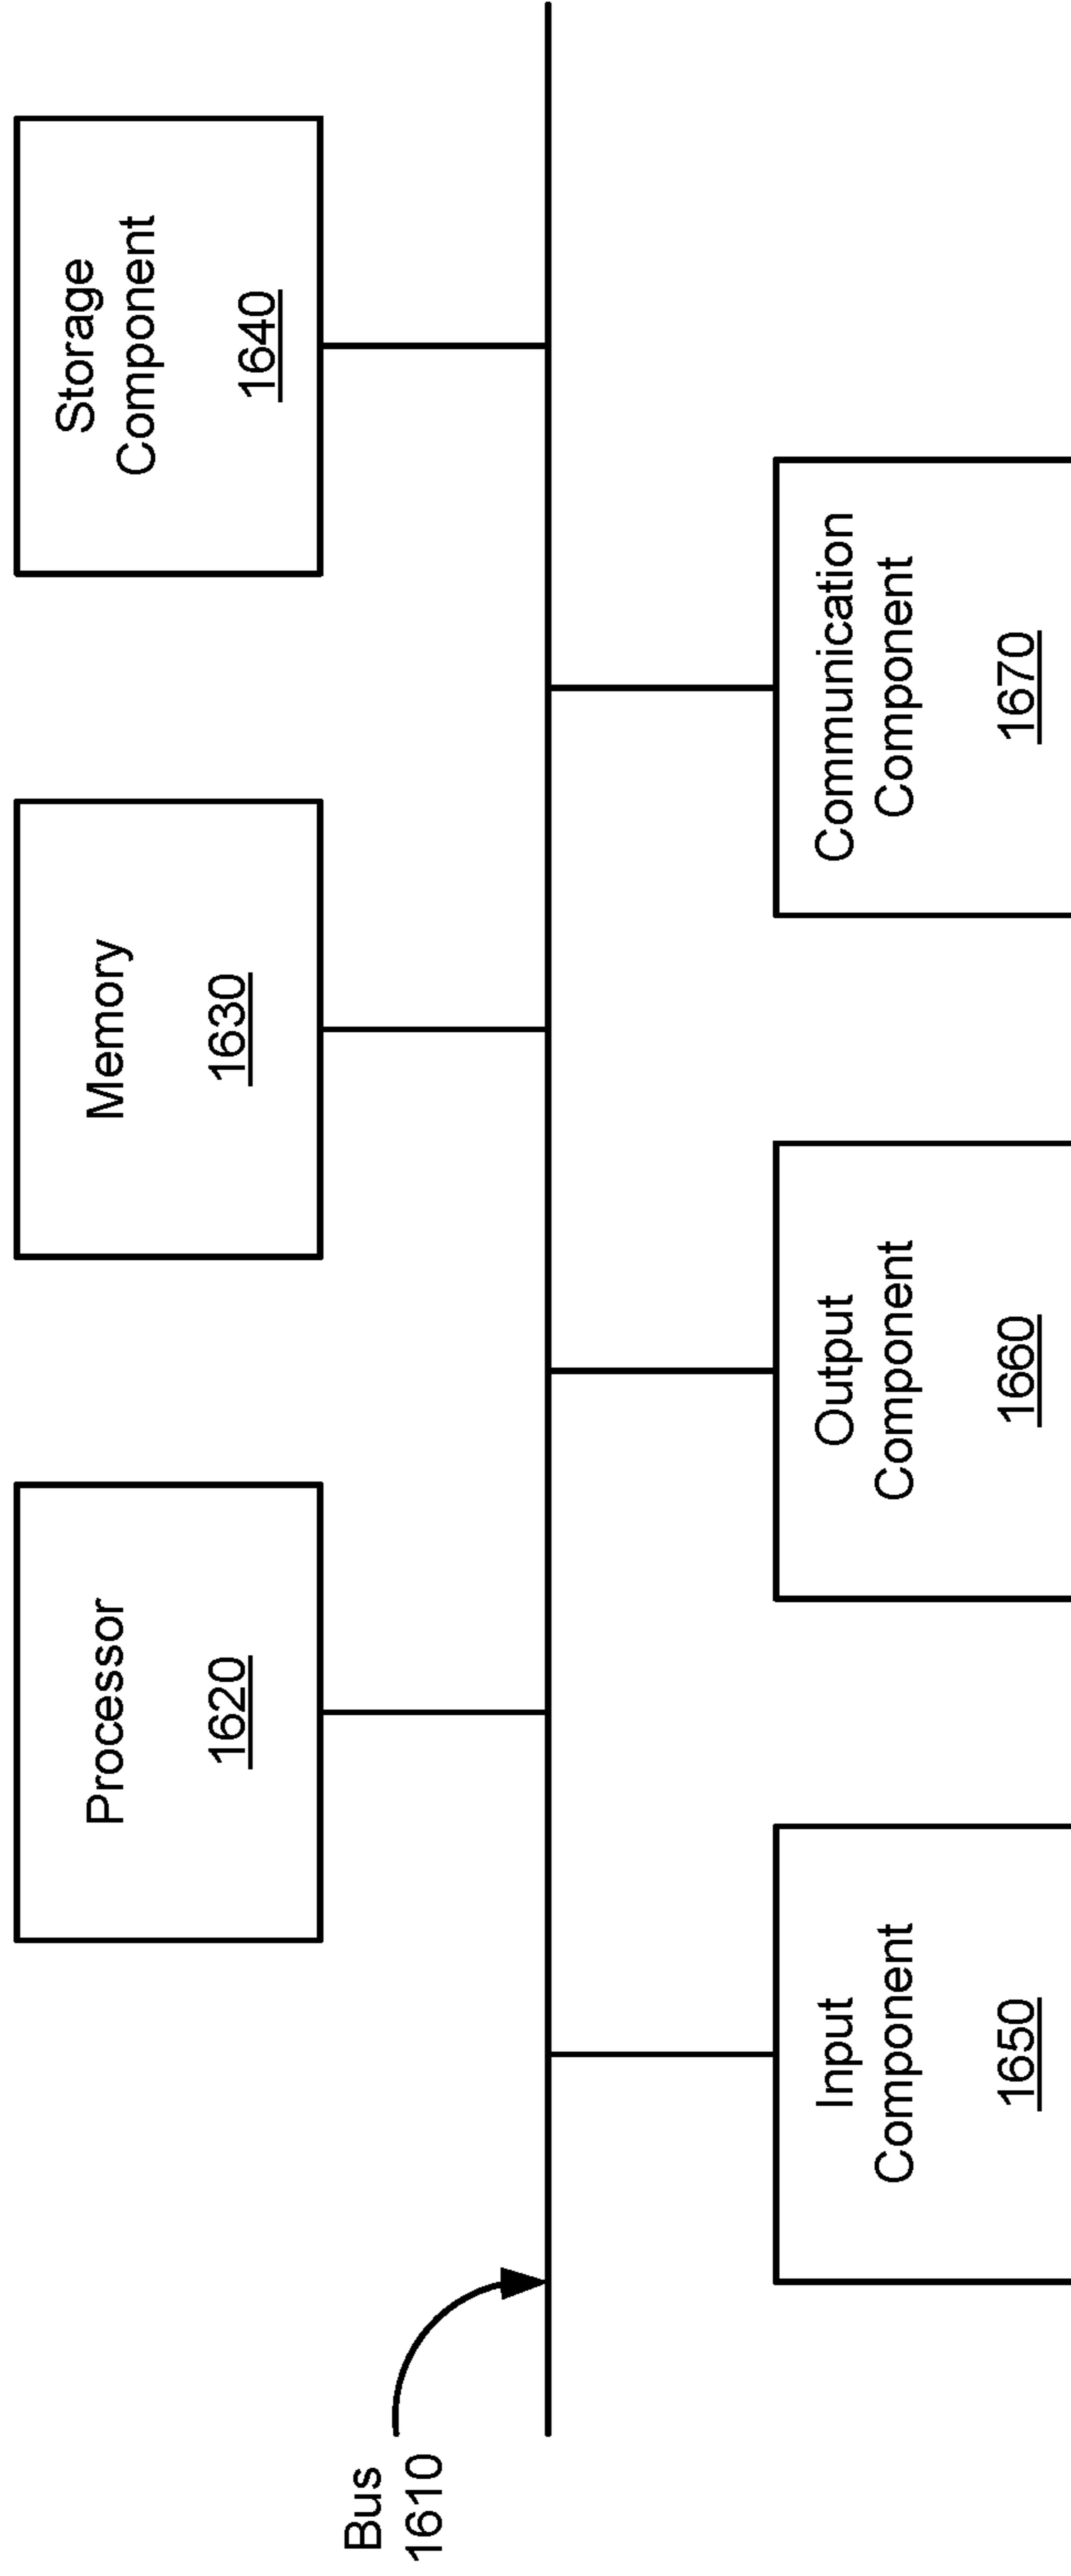 Processor
1620
Memory
1630
Storage
Component
1640
Bus
1610
Input
Component
1650
Output
Component
1660
Communication
Component
1670